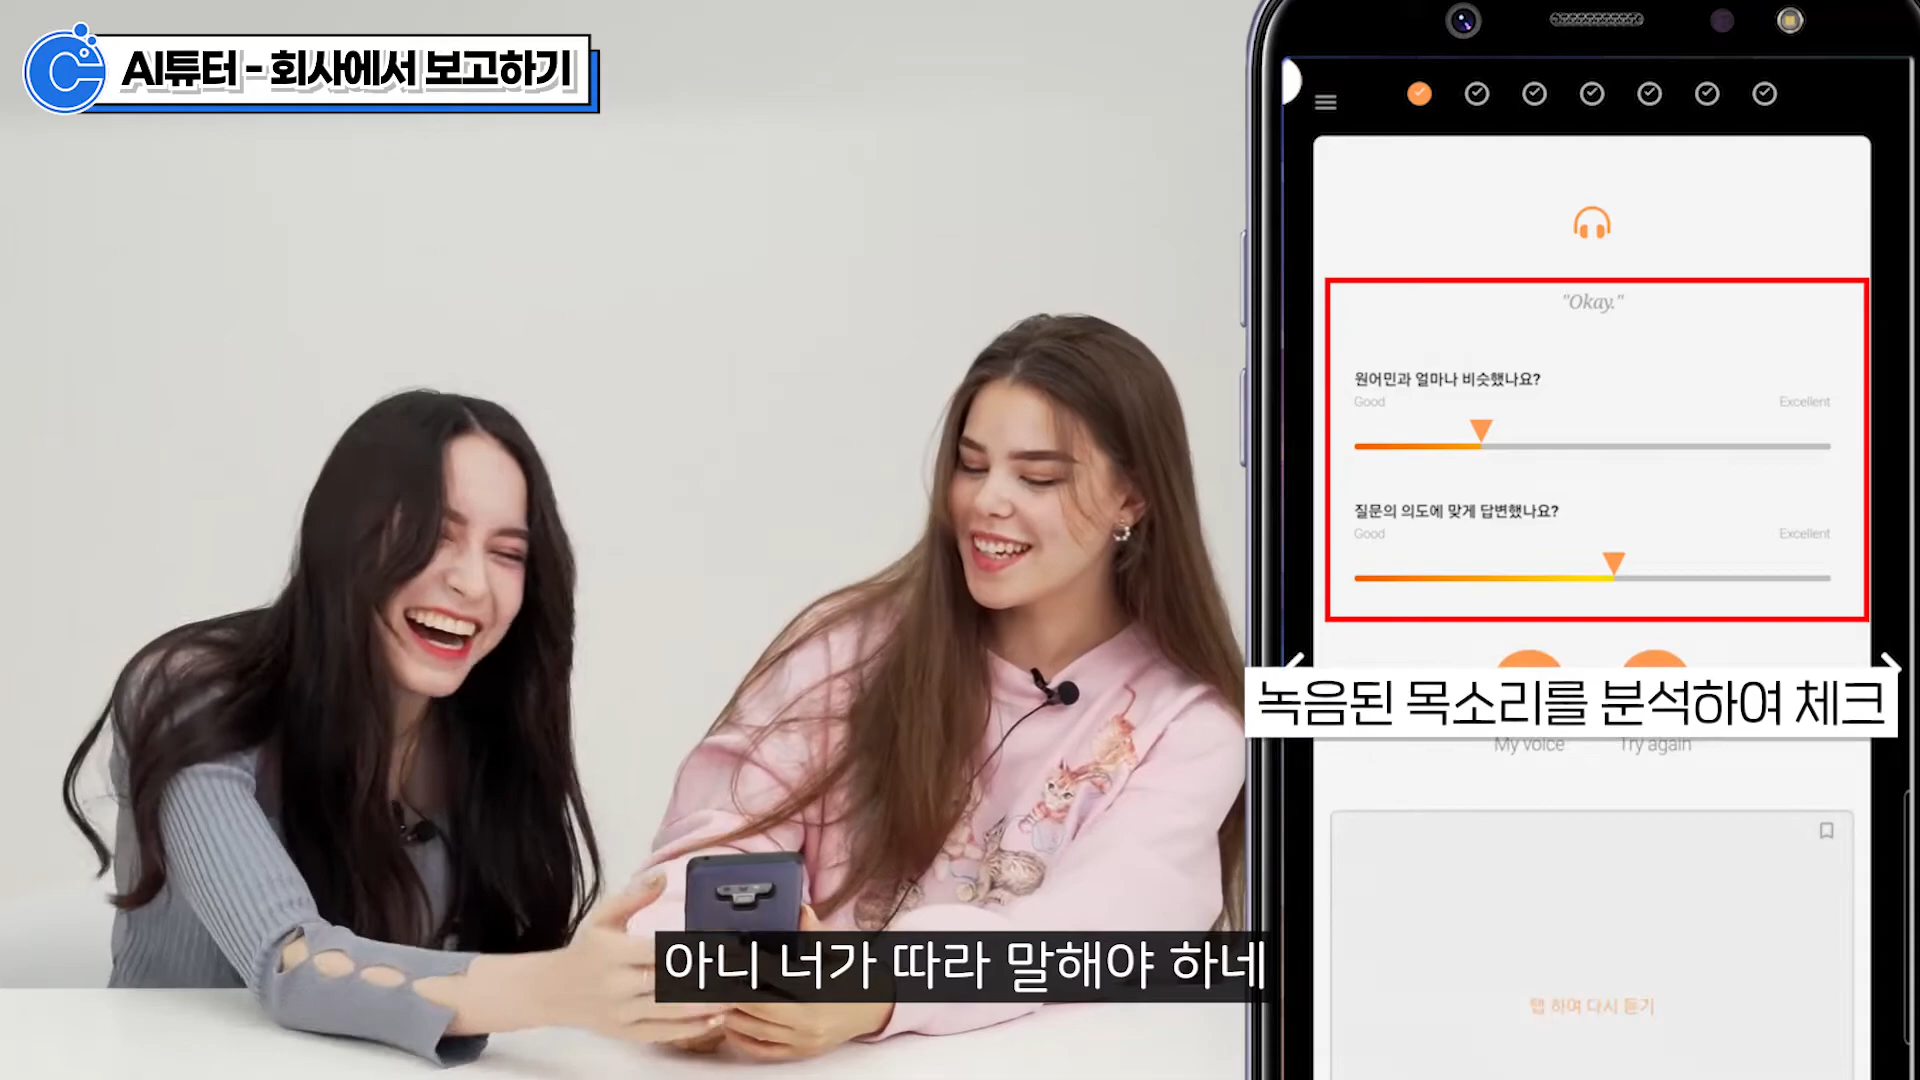 AI튜터 - 회사에서 보고하기
"Okay."
원어민과 얼마나 비슷했나요?
Good Excellent
질문의 의도에 맞게 답변했나요?
Good Excellent
녹음된 목소리를 분석하여 체크
My voice Try again
아니 너가 따라 말해야 하네
탭 하여 다시 듣기